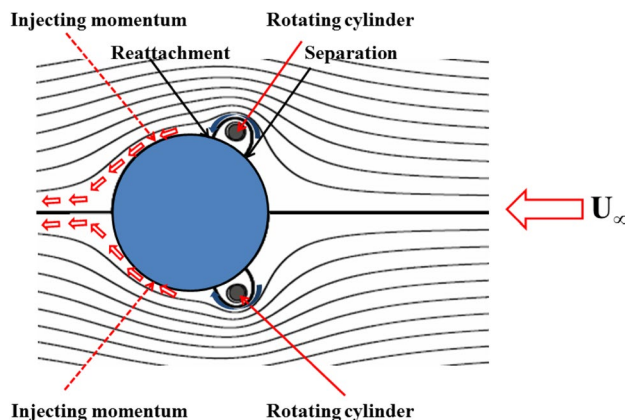 Injecting momentum
Rotating cylinder
Reattachment
Separation
U∞
Injecting momentum
Rotating cylinder